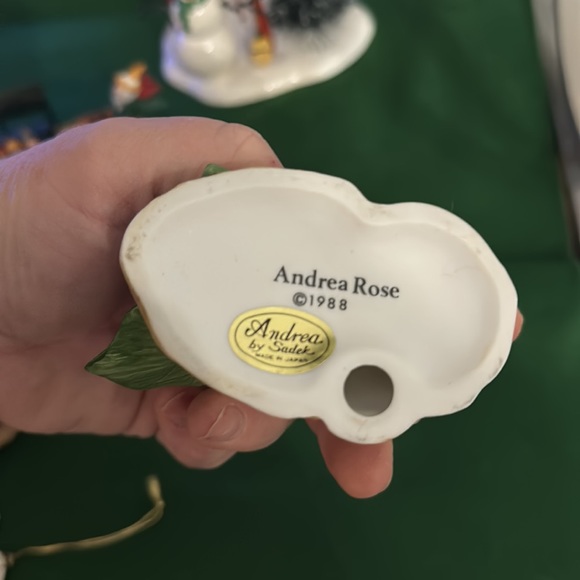 Andrea Rose
©1988
Andrea
by Sadek
MADE IN JAPAN